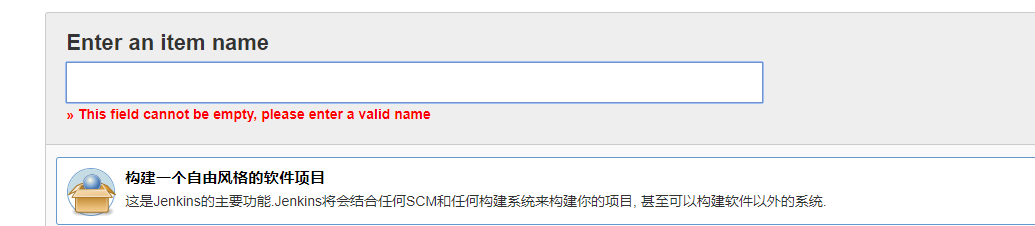 Enter an item name
» This field cannot be empty, please enter a valid name
构建一个自由风格的软件项目
这是Jenkins的主要功能.Jenkins将会结合任何SCM和任何构建系统来构建你的项目, 甚至可以构建软件以外的系统.